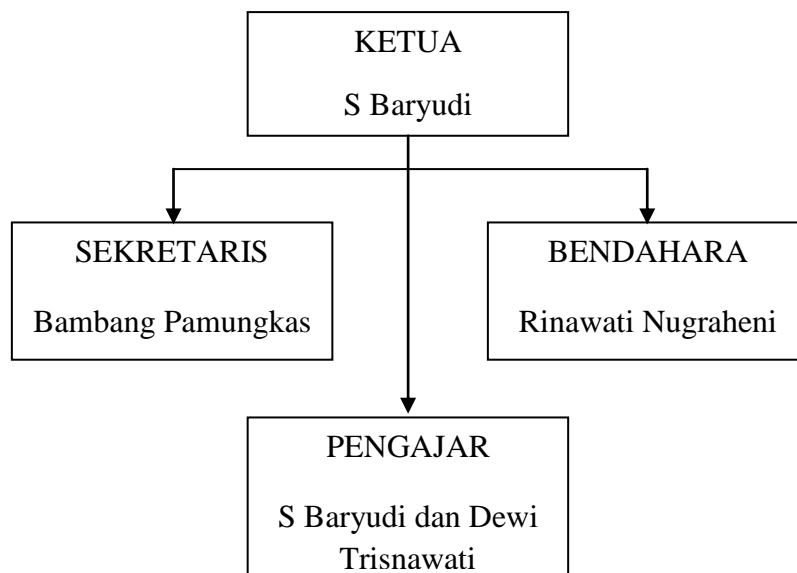 KETUA
S Baryudi
SEKRETARIS
Bambang Pamungkas
BENDAHARA
Rinawati Nugraheni
PENGAJAR
S Baryudi dan Dewi
Trisnawati